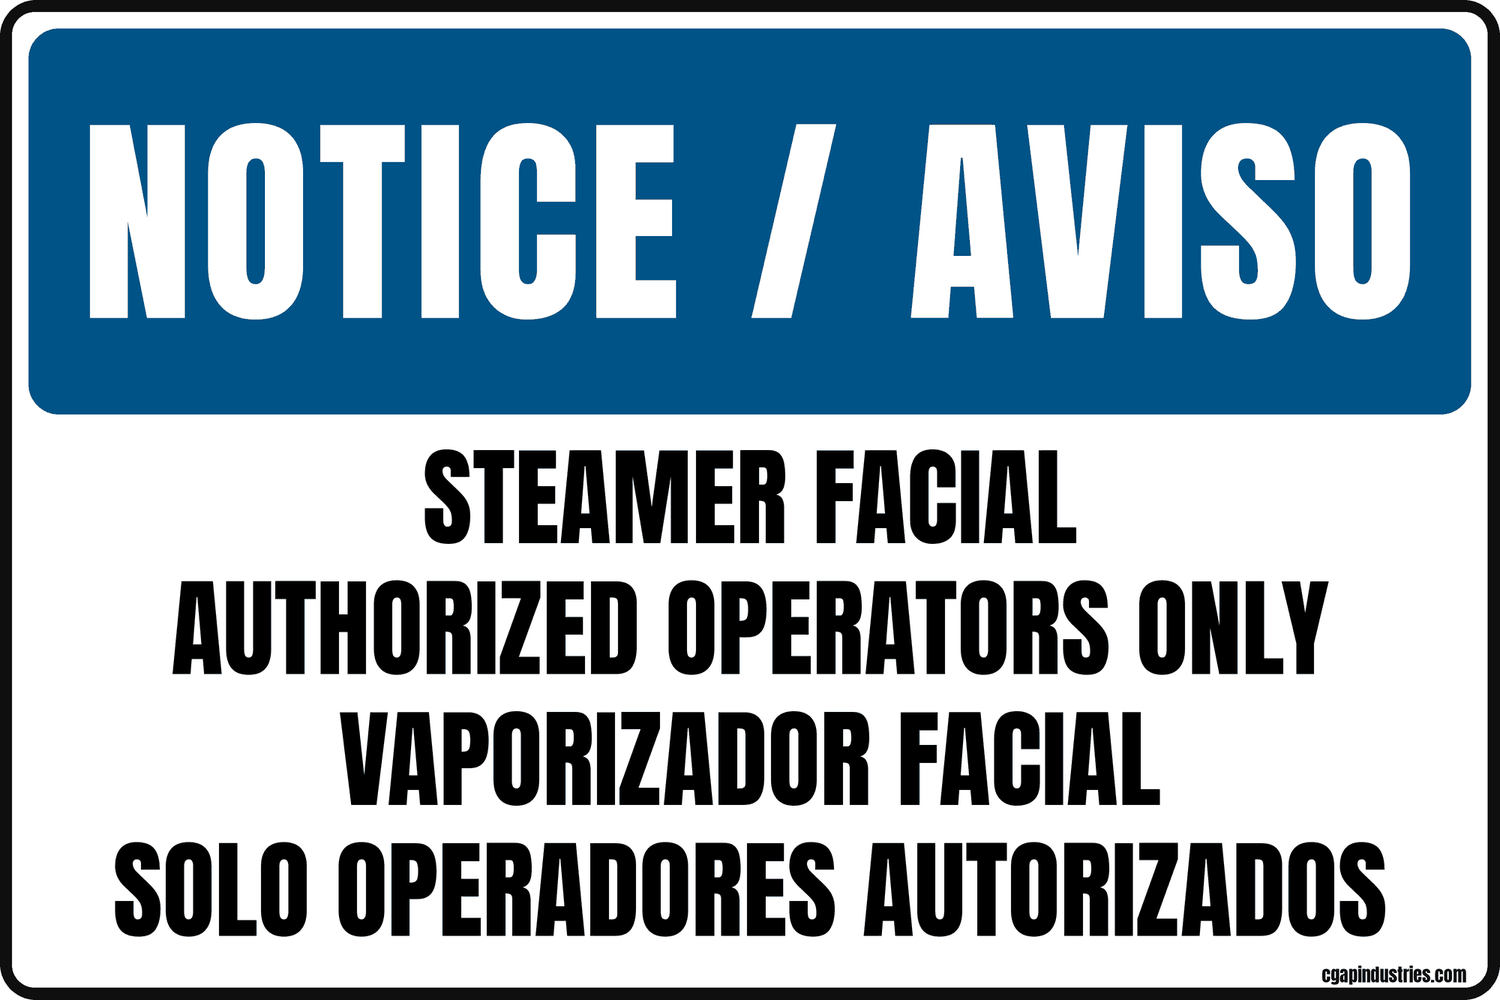 NOTICE / AVISO
STEAMER FACIAL
AUTHORIZED OPERATORS ONLY
VAPORIZADOR FACIAL
SOLO OPERADORES AUTORIZADOS
cgapindustries.com